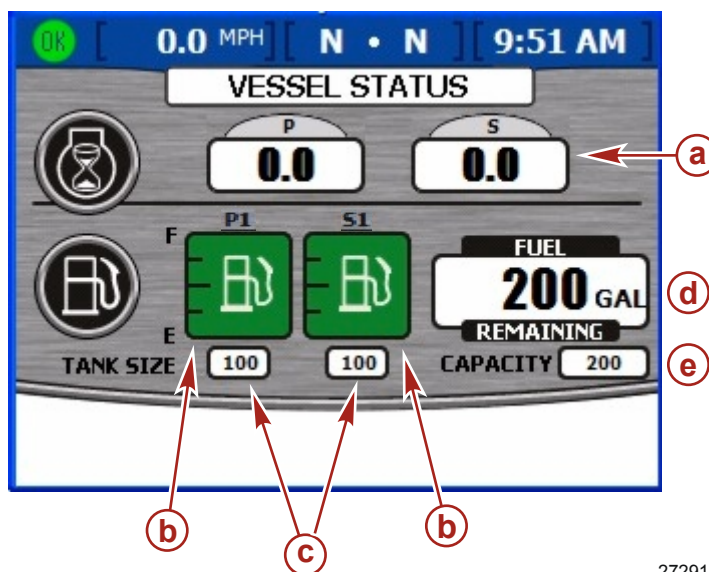 OK [ 0.0 MPH ] [ N • N ] [ 9:51 AM ]
VESSEL STATUS
P S
0.0 0.0 a
P1 S1
F FUEL
200 GAL d
E REMAINING
TANK SIZE 100 100 CAPACITY 200 e
b c b
27291